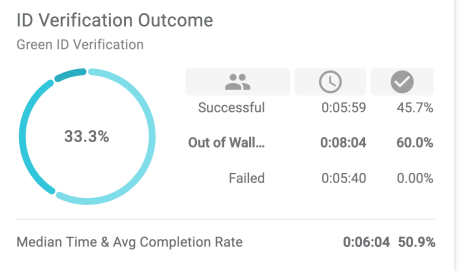 ID Verification Outcome
Green ID Verification
33.3%
Successful 0:05:59 45.7%
Out of Wall... 0:08:04 60.0%
Failed 0:05:40 0.00%
Median Time & Avg Completion Rate 0:06:04 50.9%